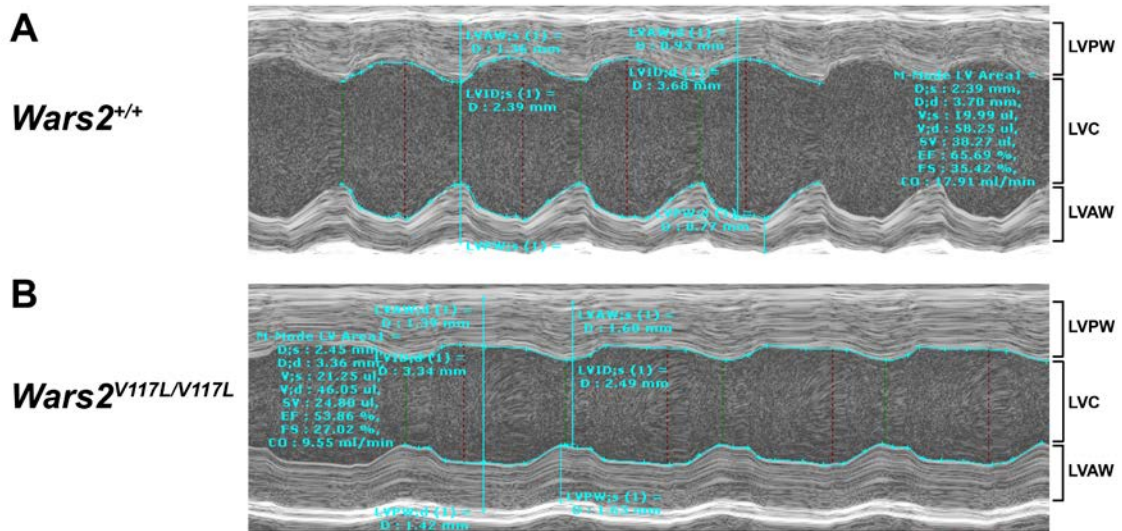 A
Wars2+/+
LVAW;s (1) =
D : 1.36 mm
LVAW;d (1) =
D : 0.93 mm
LVID;s (1) =
D : 2.39 mm
LVID;d (1) =
D : 3.68 mm
M-Mode LV Area1 =
D;s : 2.39 mm,
D;d : 3.70 mm,
V;s : 19.99 ul,
V;d : 58.25 ul,
SV : 38.27 ul,
EF : 65.69 %,
FS : 35.42 %,
CO : 17.91 ml/min
LVPW;d (1) =
D : 0.77 mm
LVPW;s (1) =
LVPW
LVC
LVAW
B
Wars2V117L/V117L
LVAW;d (1) =
D : 1.39 mm
LVAW;s (1) =
D : 1.60 mm
M-Mode LV Area1 =
D;s : 2.45 mm,
D;d : 3.36 mm,
V;s : 21.25 ul,
V;d : 46.05 ul,
SV : 24.80 ul,
EF : 53.86 %,
FS : 27.02 %,
CO : 9.55 ml/min
LVID;d (1) =
D : 3.34 mm
LVID;s (1) =
D : 2.49 mm
LVPW;d (1) =
D : 1.42 mm
LVPW;s (1) =
LVPW
LVC
LVAW